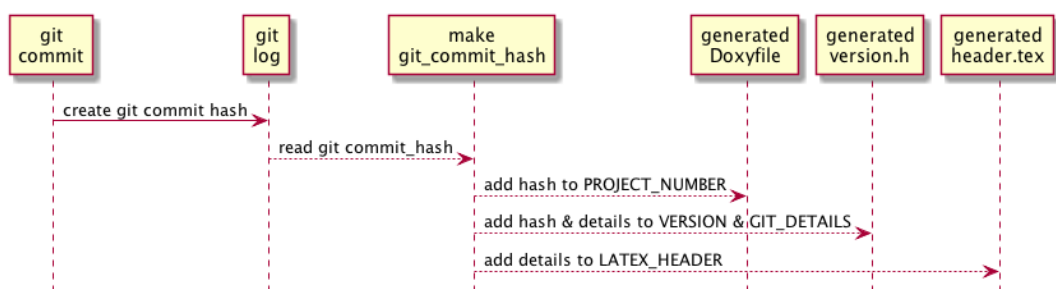 git
commit
git
log
make
git_commit_hash
generated
Doxyfile
generated
version.h
generated
header.tex
create git commit hash
read git commit_hash
add hash to PROJECT_NUMBER
add hash & details to VERSION & GIT_DETAILS
add details to LATEX_HEADER